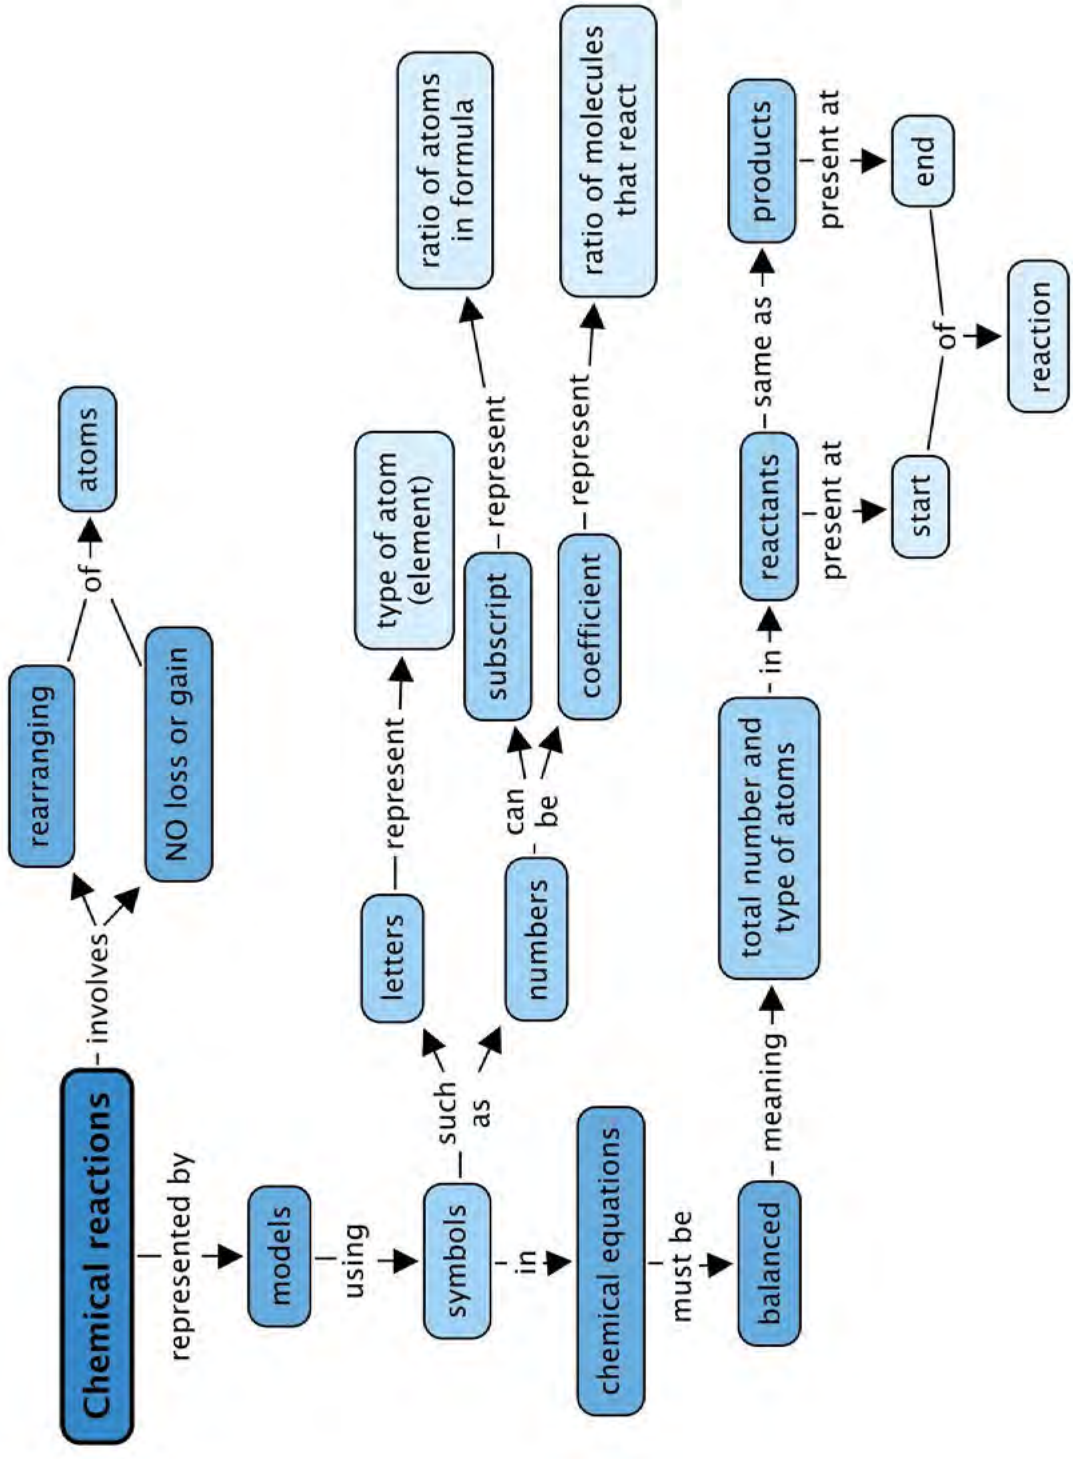 Chemical reactions
involves
rearranging
NO loss or gain
of
atoms
represented by
models
using
symbols
such
as
letters
represent
type of atom
(element)
numbers
can
be
subscript
represent
ratio of atoms
in formula
coefficient
represent
ratio of molecules
that react
in
chemical equations
must be
balanced
meaning
total number and
type of atoms
in
reactants
same as
products
present at
start
present at
end
of
reaction